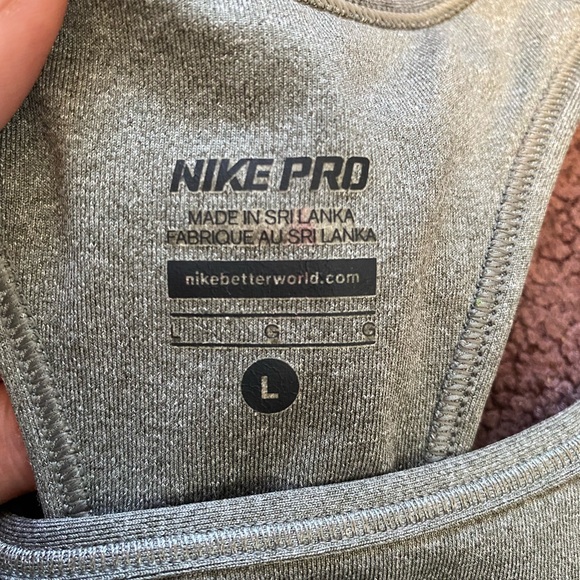 NIKE PRO
MADE IN SRI LANKA
FABRIQUE AU SRI LANKA
nikebetterworld.com
L G G
L